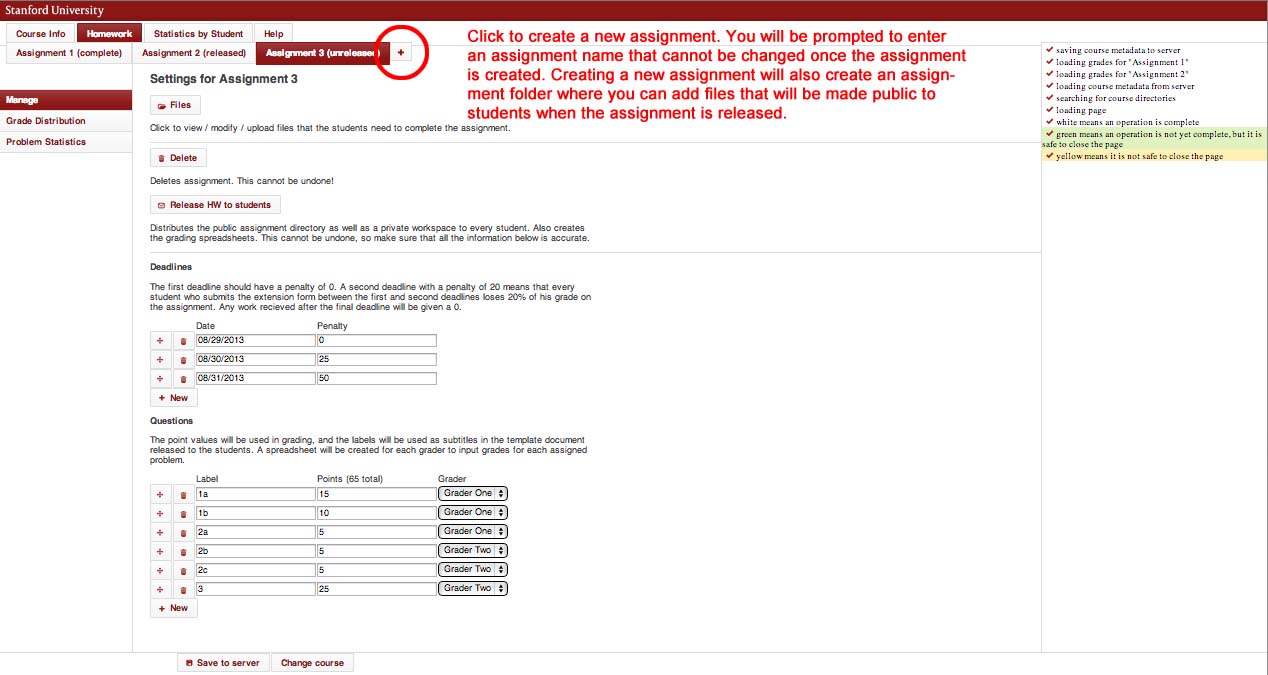 Stanford University
Course Info Homework Statistics by Student Help
Assignment 1 (complete) Assignment 2 (released) Assignment 3 (unreleased) +
Click to create a new assignment. You will be prompted to enter
an assignment name that cannot be changed once the assignment
is created. Creating a new assignment will also create an assign-
ment folder where you can add files that will be made public to
students when the assignment is released.
Manage
Grade Distribution
Problem Statistics
Settings for Assignment 3
Files
Click to view / modify / upload files that the students need to complete the assignment.
Delete
Deletes assignment. This cannot be undone!
Release HW to students
Distributes the public assignment directory as well as a private workspace to every student. Also creates
the grading spreadsheets. This cannot be undone, so make sure that all the information below is accurate.
Deadlines
The first deadline should have a penalty of 0. A second deadline with a penalty of 20 means that every
student who submits the extension form between the first and second deadlines loses 20% of his grade on
the assignment. Any work recieved after the final deadline will be given a 0.
Date Penalty
08/29/2013 0
08/30/2013 25
08/31/2013 50
+ New
Questions
The point values will be used in grading, and the labels will be used as subtitles in the template document
released to the students. A spreadsheet will be created for each grader to input grades for each assigned
problem.
Label Points (65 total) Grader
1a 15 Grader One
1b 10 Grader One
2a 5 Grader One
2b 5 Grader Two
2c 5 Grader Two
3 25 Grader Two
+ New
Save to server Change course
saving course metadata to server
loading grades for "Assignment 1"
loading grades for "Assignment 2"
loading course metadata from server
searching for course directories
loading page
white means an operation is complete
green means an operation is not yet complete, but it is
safe to close the page
yellow means it is not safe to close the page